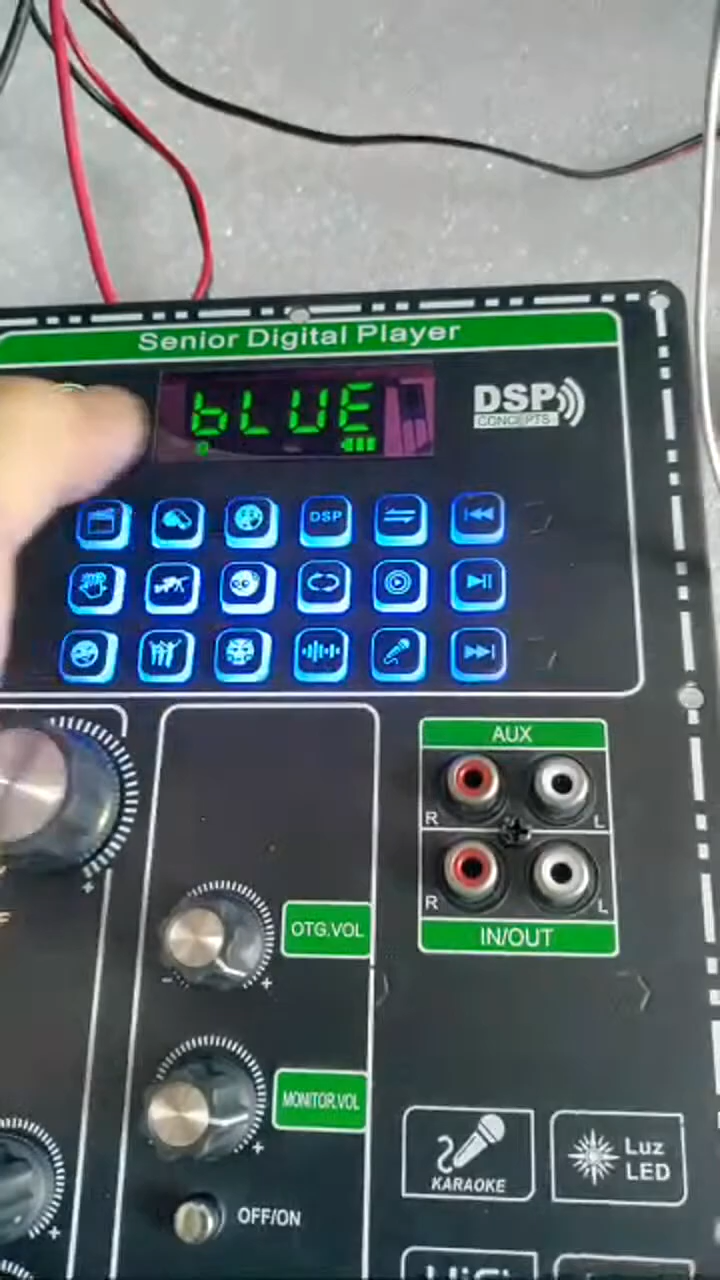 Senior Digital Player
bLUE
DSP
CONCEPTS
DSP
AUX
R
L
R
L
IN/OUT
OTG.VOL
- +
MONITOR.VOL
+
OFF/ON
KARAOKE
Luz
LED